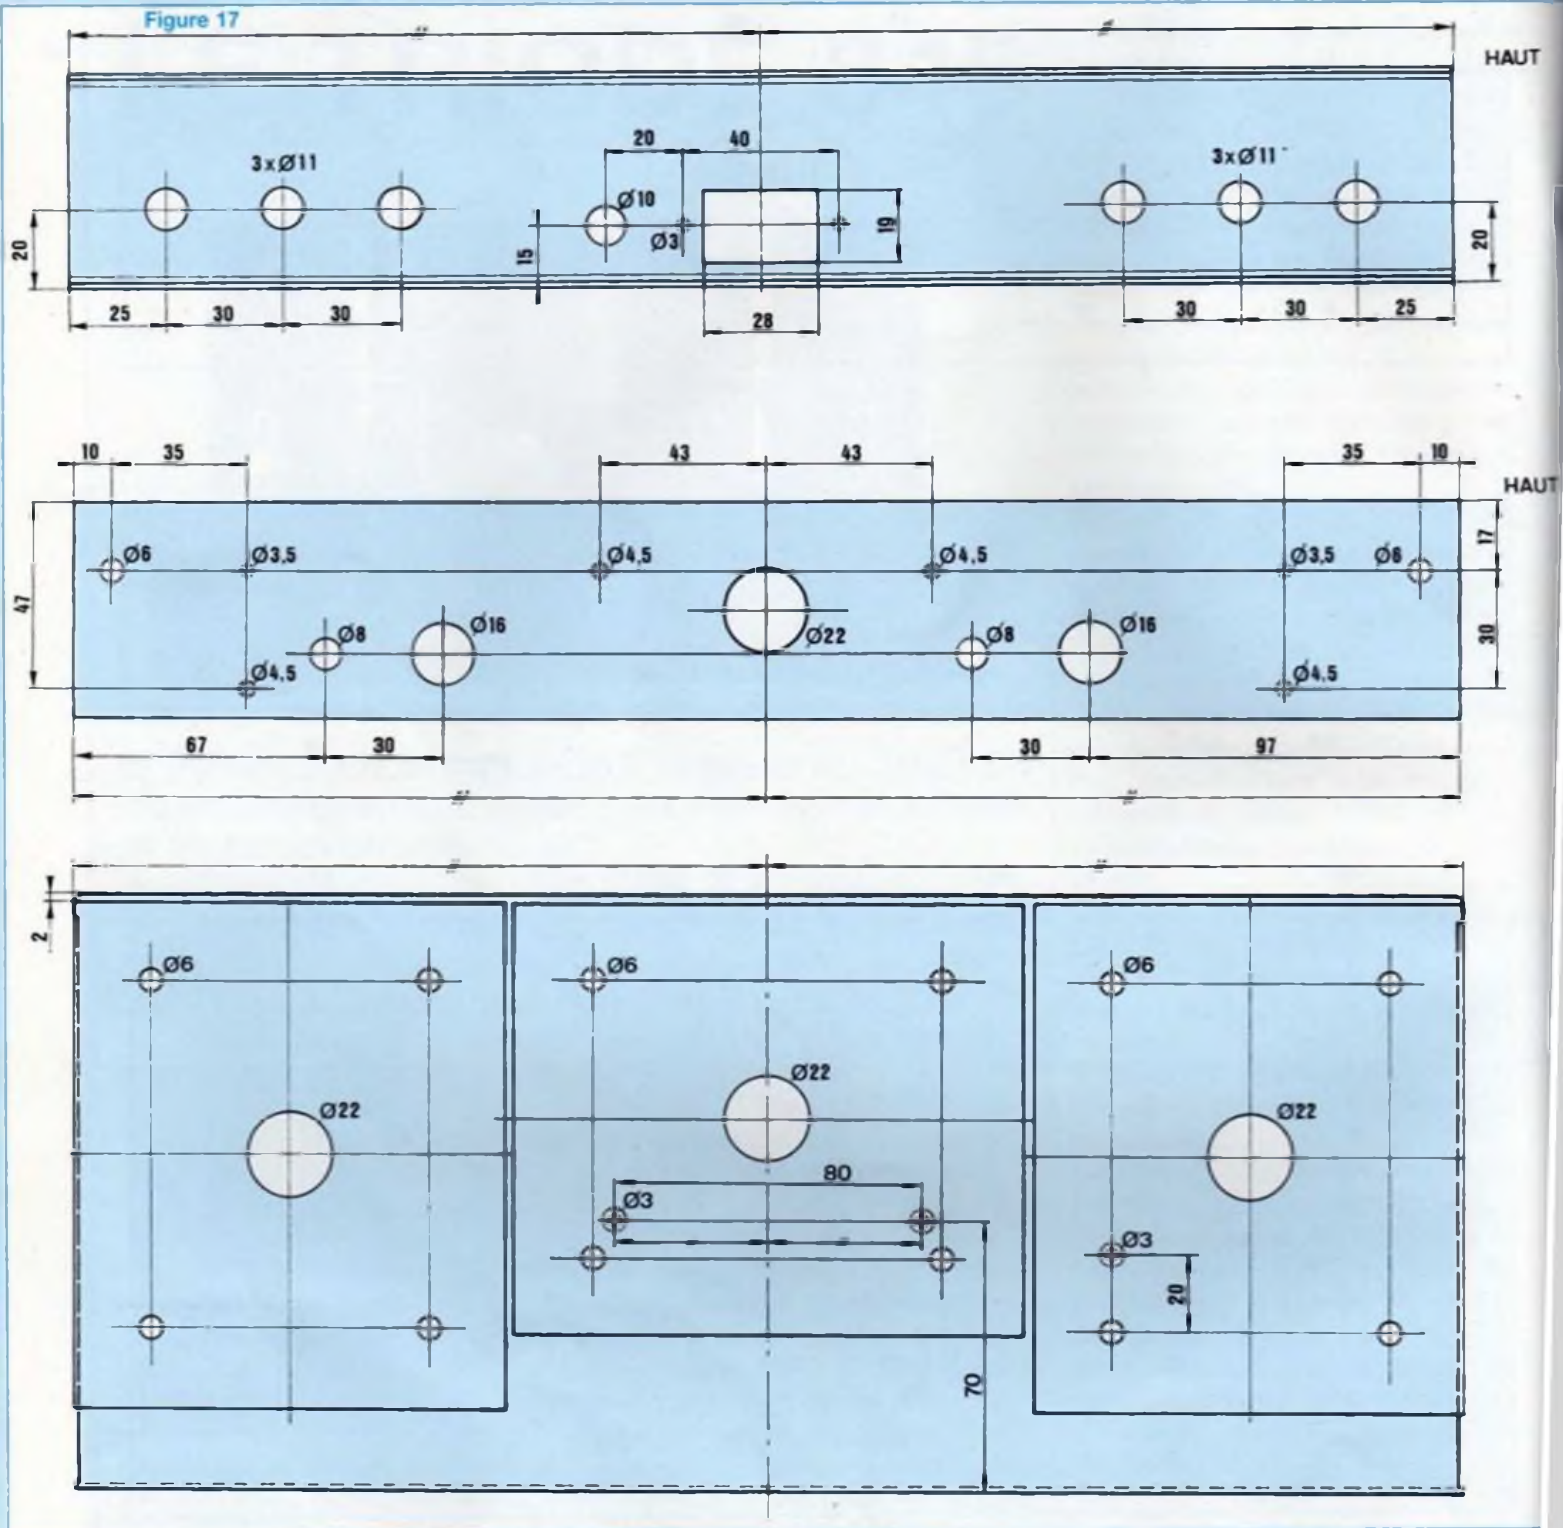 Figure 17
HAUT
20 40
3xØ11 3xØ11
Ø10
Ø3
19
20 15 20
25 30 30 28 30 30 25
10 35 43 43 35 10
HAUT
17
Ø6 Ø3,5 Ø4,5 Ø4,5 Ø3,5 Ø6
47
Ø8 Ø16 Ø22 Ø8 Ø16 30
Ø4,5 Ø4,5
67 30 30 97
2
Ø6 Ø6 Ø6
Ø22
Ø22 Ø22
80
Ø3
Ø3
20
70